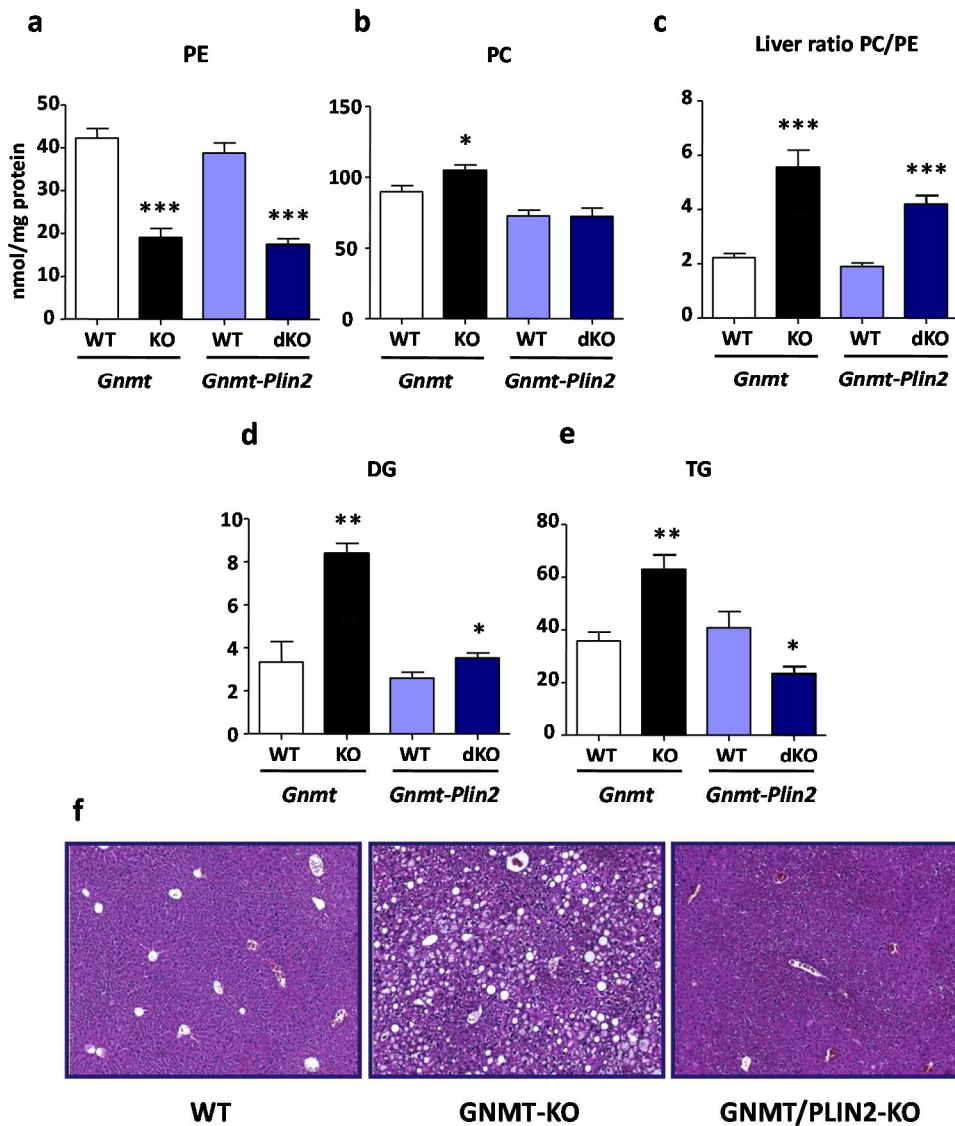 a
PE
50
40
30
20
10
0
nmol/mg protein
***
***
WT KO WT dKO
Gnmt Gnmt-Plin2
b
PC
150
100
50
0
*
WT KO WT dKO
Gnmt Gnmt-Plin2
c
Liver ratio PC/PE
8
6
4
2
0
***
***
WT KO WT dKO
Gnmt Gnmt-Plin2
d
DG
10
8
6
4
2
0
**
*
WT KO WT dKO
Gnmt Gnmt-Plin2
e
TG
80
60
40
20
0
**
*
WT KO WT dKO
Gnmt Gnmt-Plin2
f
WT GNMT-KO GNMT/PLIN2-KO